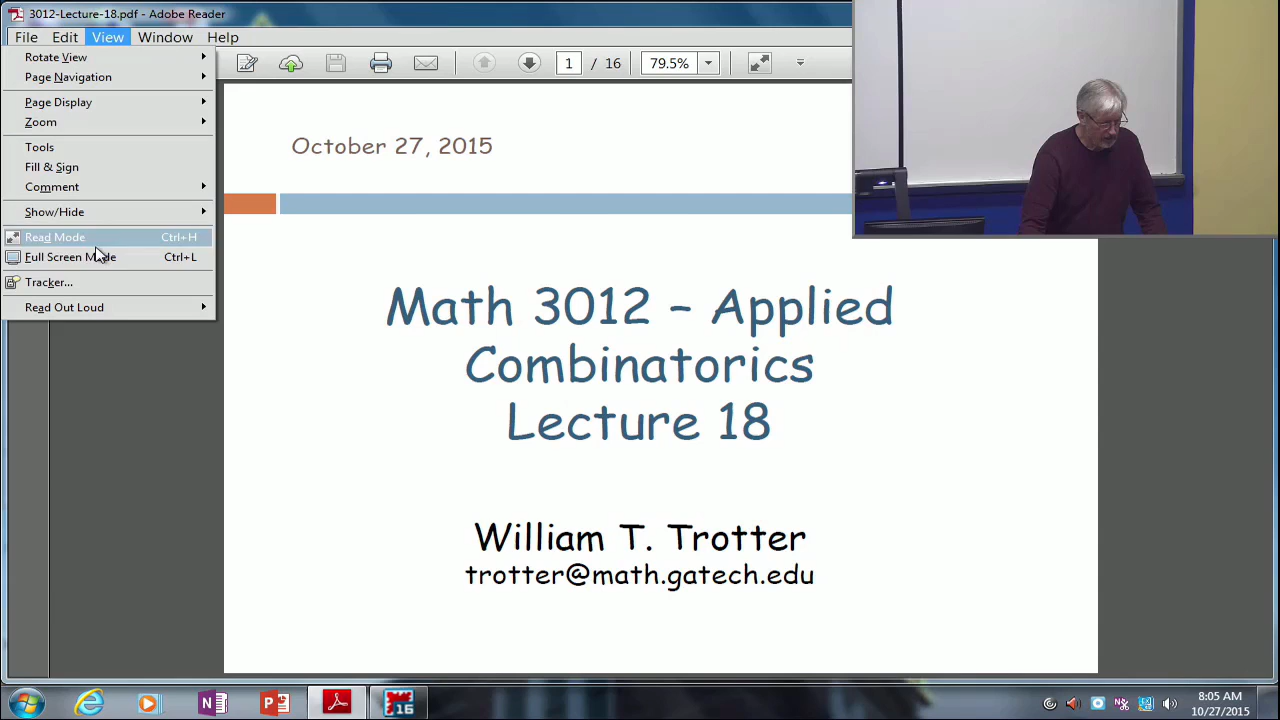 3012-Lecture-18.pdf - Adobe Reader
File Edit View Window Help
1 / 16 79.5%
Rotate View
Page Navigation
Page Display
Zoom
Tools
Fill & Sign
Comment
Show/Hide
Read Mode Ctrl+H
Full Screen Mode Ctrl+L
Tracker...
Read Out Loud
October 27, 2015
Math 3012 – Applied
Combinatorics
Lecture 18
William T. Trotter
trotter@math.gatech.edu
16
8:05 AM
10/27/2015